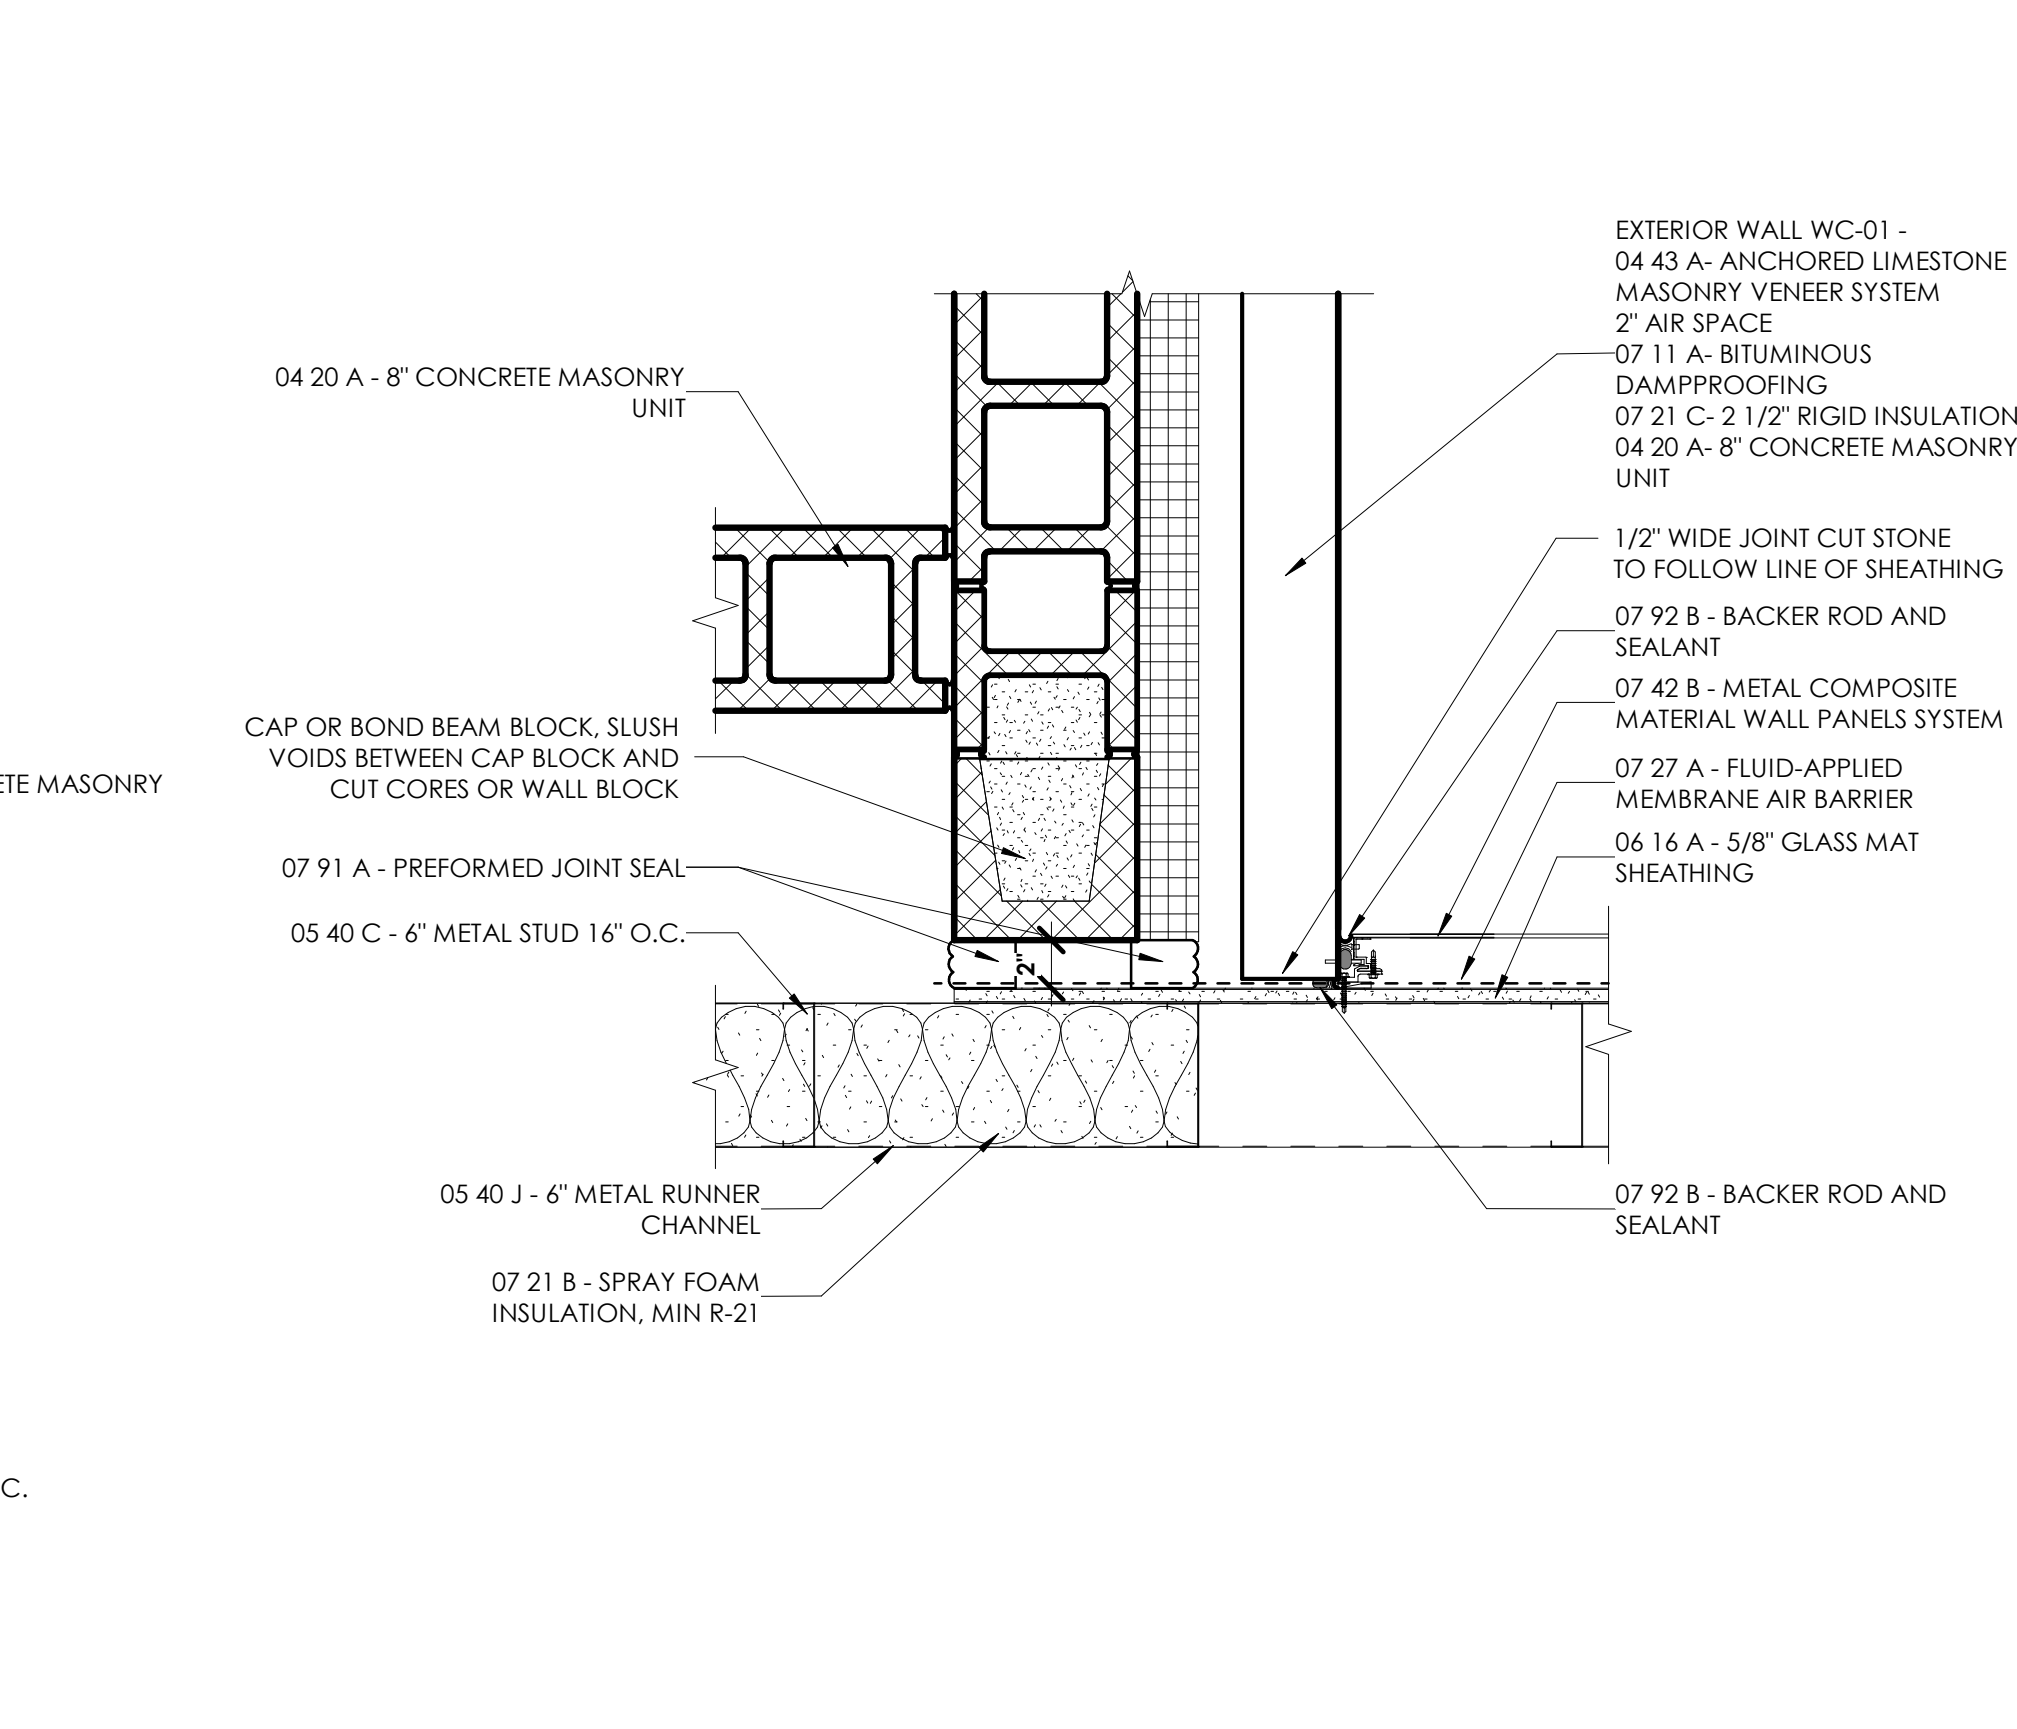 04 20 A - 8" CONCRETE MASONRY
UNIT
CAP OR BOND BEAM BLOCK, SLUSH
VOIDS BETWEEN CAP BLOCK AND
CUT CORES OR WALL BLOCK
ETE MASONRY
07 91 A - PREFORMED JOINT SEAL
05 40 C - 6" METAL STUD 16" O.C.
2"
05 40 J - 6" METAL RUNNER
CHANNEL
07 21 B - SPRAY FOAM
INSULATION, MIN R-21
C.
EXTERIOR WALL WC-01 -
04 43 A- ANCHORED LIMESTONE
MASONRY VENEER SYSTEM
2" AIR SPACE
07 11 A- BITUMINOUS
DAMPPROOFING
07 21 C- 2 1/2" RIGID INSULATION
04 20 A- 8" CONCRETE MASONRY
UNIT
1/2" WIDE JOINT CUT STONE
TO FOLLOW LINE OF SHEATHING
07 92 B - BACKER ROD AND
SEALANT
07 42 B - METAL COMPOSITE
MATERIAL WALL PANELS SYSTEM
07 27 A - FLUID-APPLIED
MEMBRANE AIR BARRIER
06 16 A - 5/8" GLASS MAT
SHEATHING
07 92 B - BACKER ROD AND
SEALANT